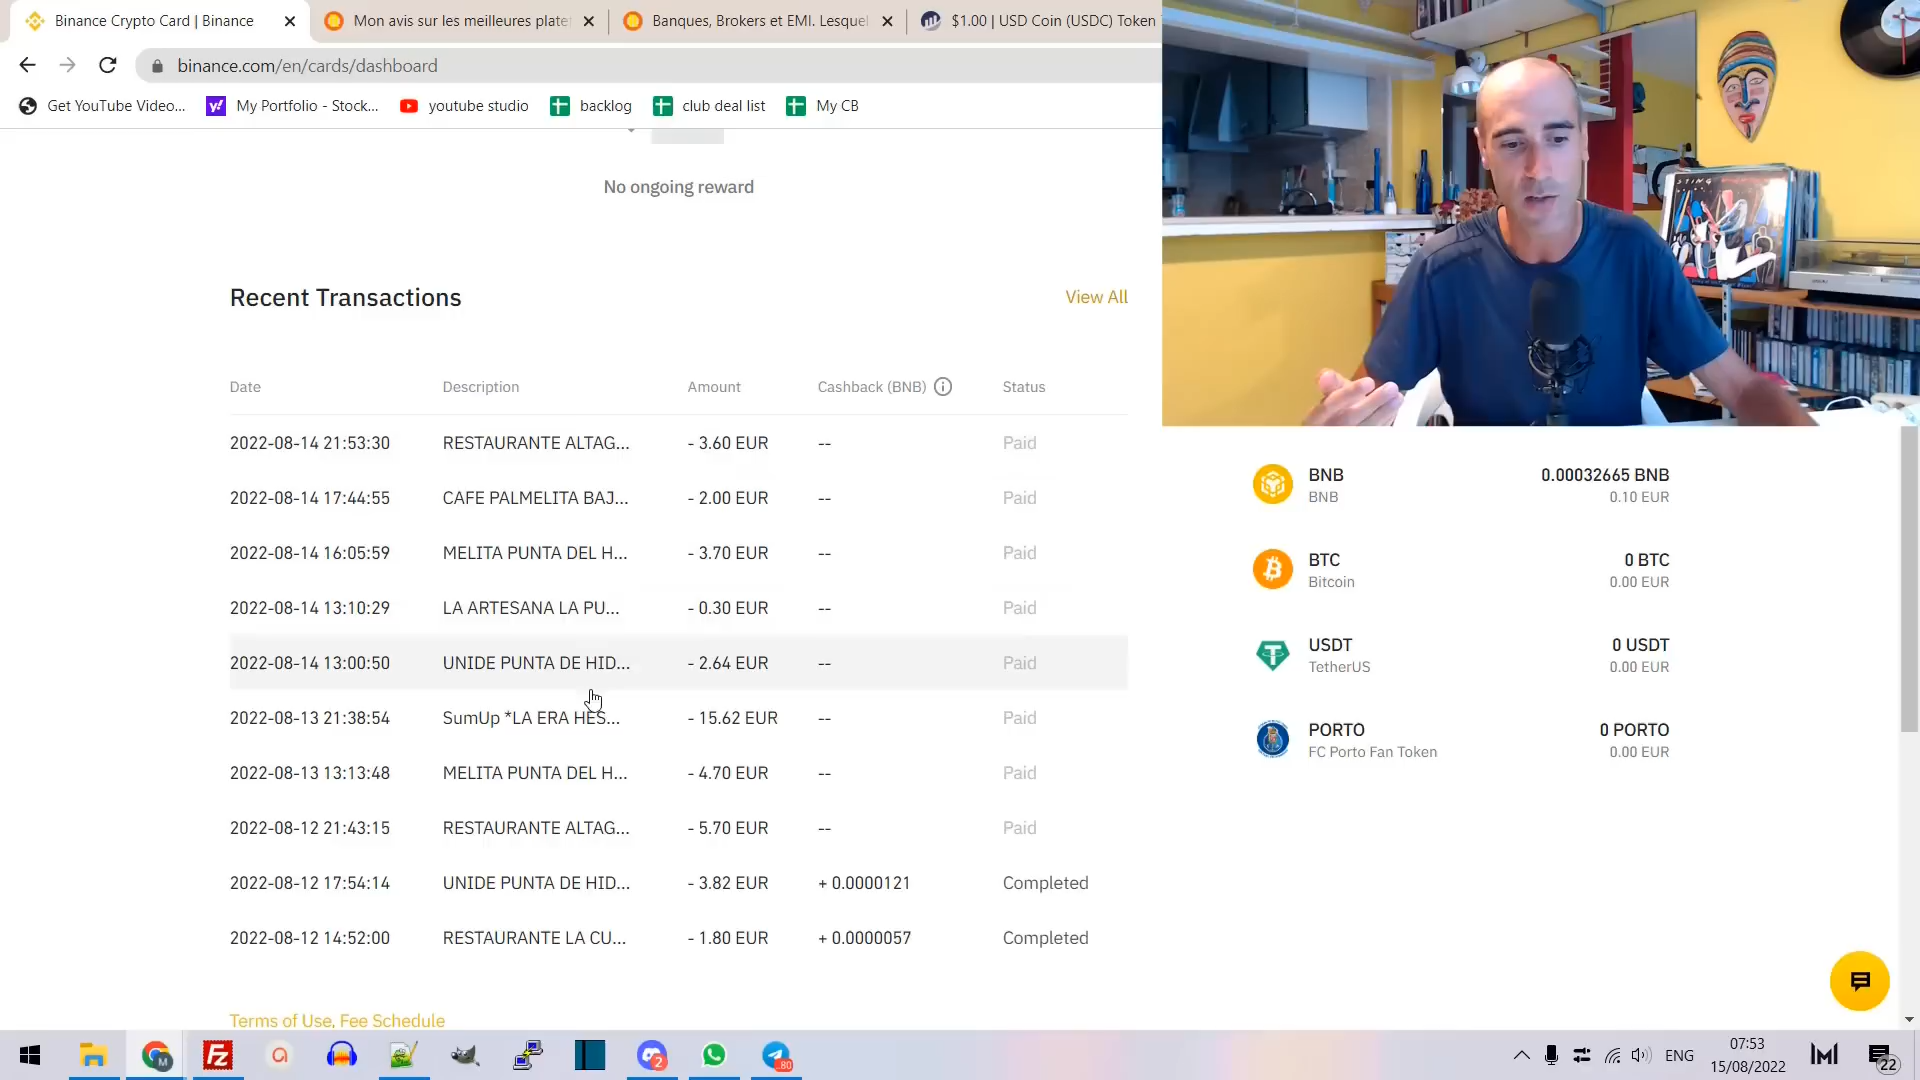 Binance Crypto Card | Binance
Mon avis sur les meilleures plate
Banques, Brokers et EMI. Lesquel
$1.00 | USD Coin (USDC) Token
binance.com/en/cards/dashboard
Get YouTube Video...
My Portfolio - Stock...
youtube studio
backlog
club deal list
My CB
No ongoing reward
Recent Transactions
View All
Date Description Amount Cashback (BNB) Status
2022-08-14 21:53:30 RESTAURANTE ALTAG... - 3.60 EUR -- Paid
2022-08-14 17:44:55 CAFE PALMELITA BAJ... - 2.00 EUR -- Paid
2022-08-14 16:05:59 MELITA PUNTA DEL H... - 3.70 EUR -- Paid
2022-08-14 13:10:29 LA ARTESANA LA PU... - 0.30 EUR -- Paid
2022-08-14 13:00:50 UNIDE PUNTA DE HID... - 2.64 EUR -- Paid
2022-08-13 21:38:54 SumUp *LA ERA HES... - 15.62 EUR -- Paid
2022-08-13 13:13:48 MELITA PUNTA DEL H... - 4.70 EUR -- Paid
2022-08-12 21:43:15 RESTAURANTE ALTAG... - 5.70 EUR -- Paid
2022-08-12 17:54:14 UNIDE PUNTA DE HID... - 3.82 EUR + 0.0000121 Completed
2022-08-12 14:52:00 RESTAURANTE LA CU... - 1.80 EUR + 0.0000057 Completed
Terms of Use, Fee Schedule
STING
BNB 0.00032665 BNB
BNB 0.10 EUR
BTC 0 BTC
Bitcoin 0.00 EUR
USDT 0 USDT
TetherUS 0.00 EUR
PORTO 0 PORTO
FC Porto Fan Token 0.00 EUR
M
2
80
ENG
07:53
15/08/2022
22